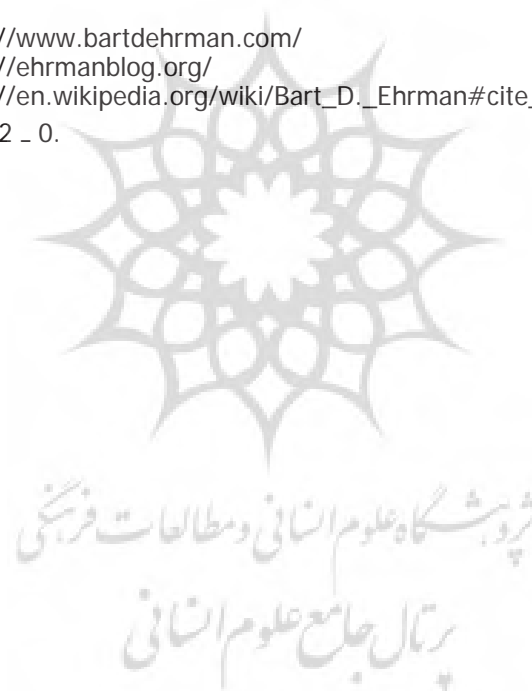 //www.bartdehrman.com/
//ehrmanblog.org/
//en.wikipedia.org/wiki/Bart_D._Ehrman#cite_
2 _ 0.
پژوهشگاه علوم انسانی و مطالعات فرهنگی
پرتال جامع علوم انسانی